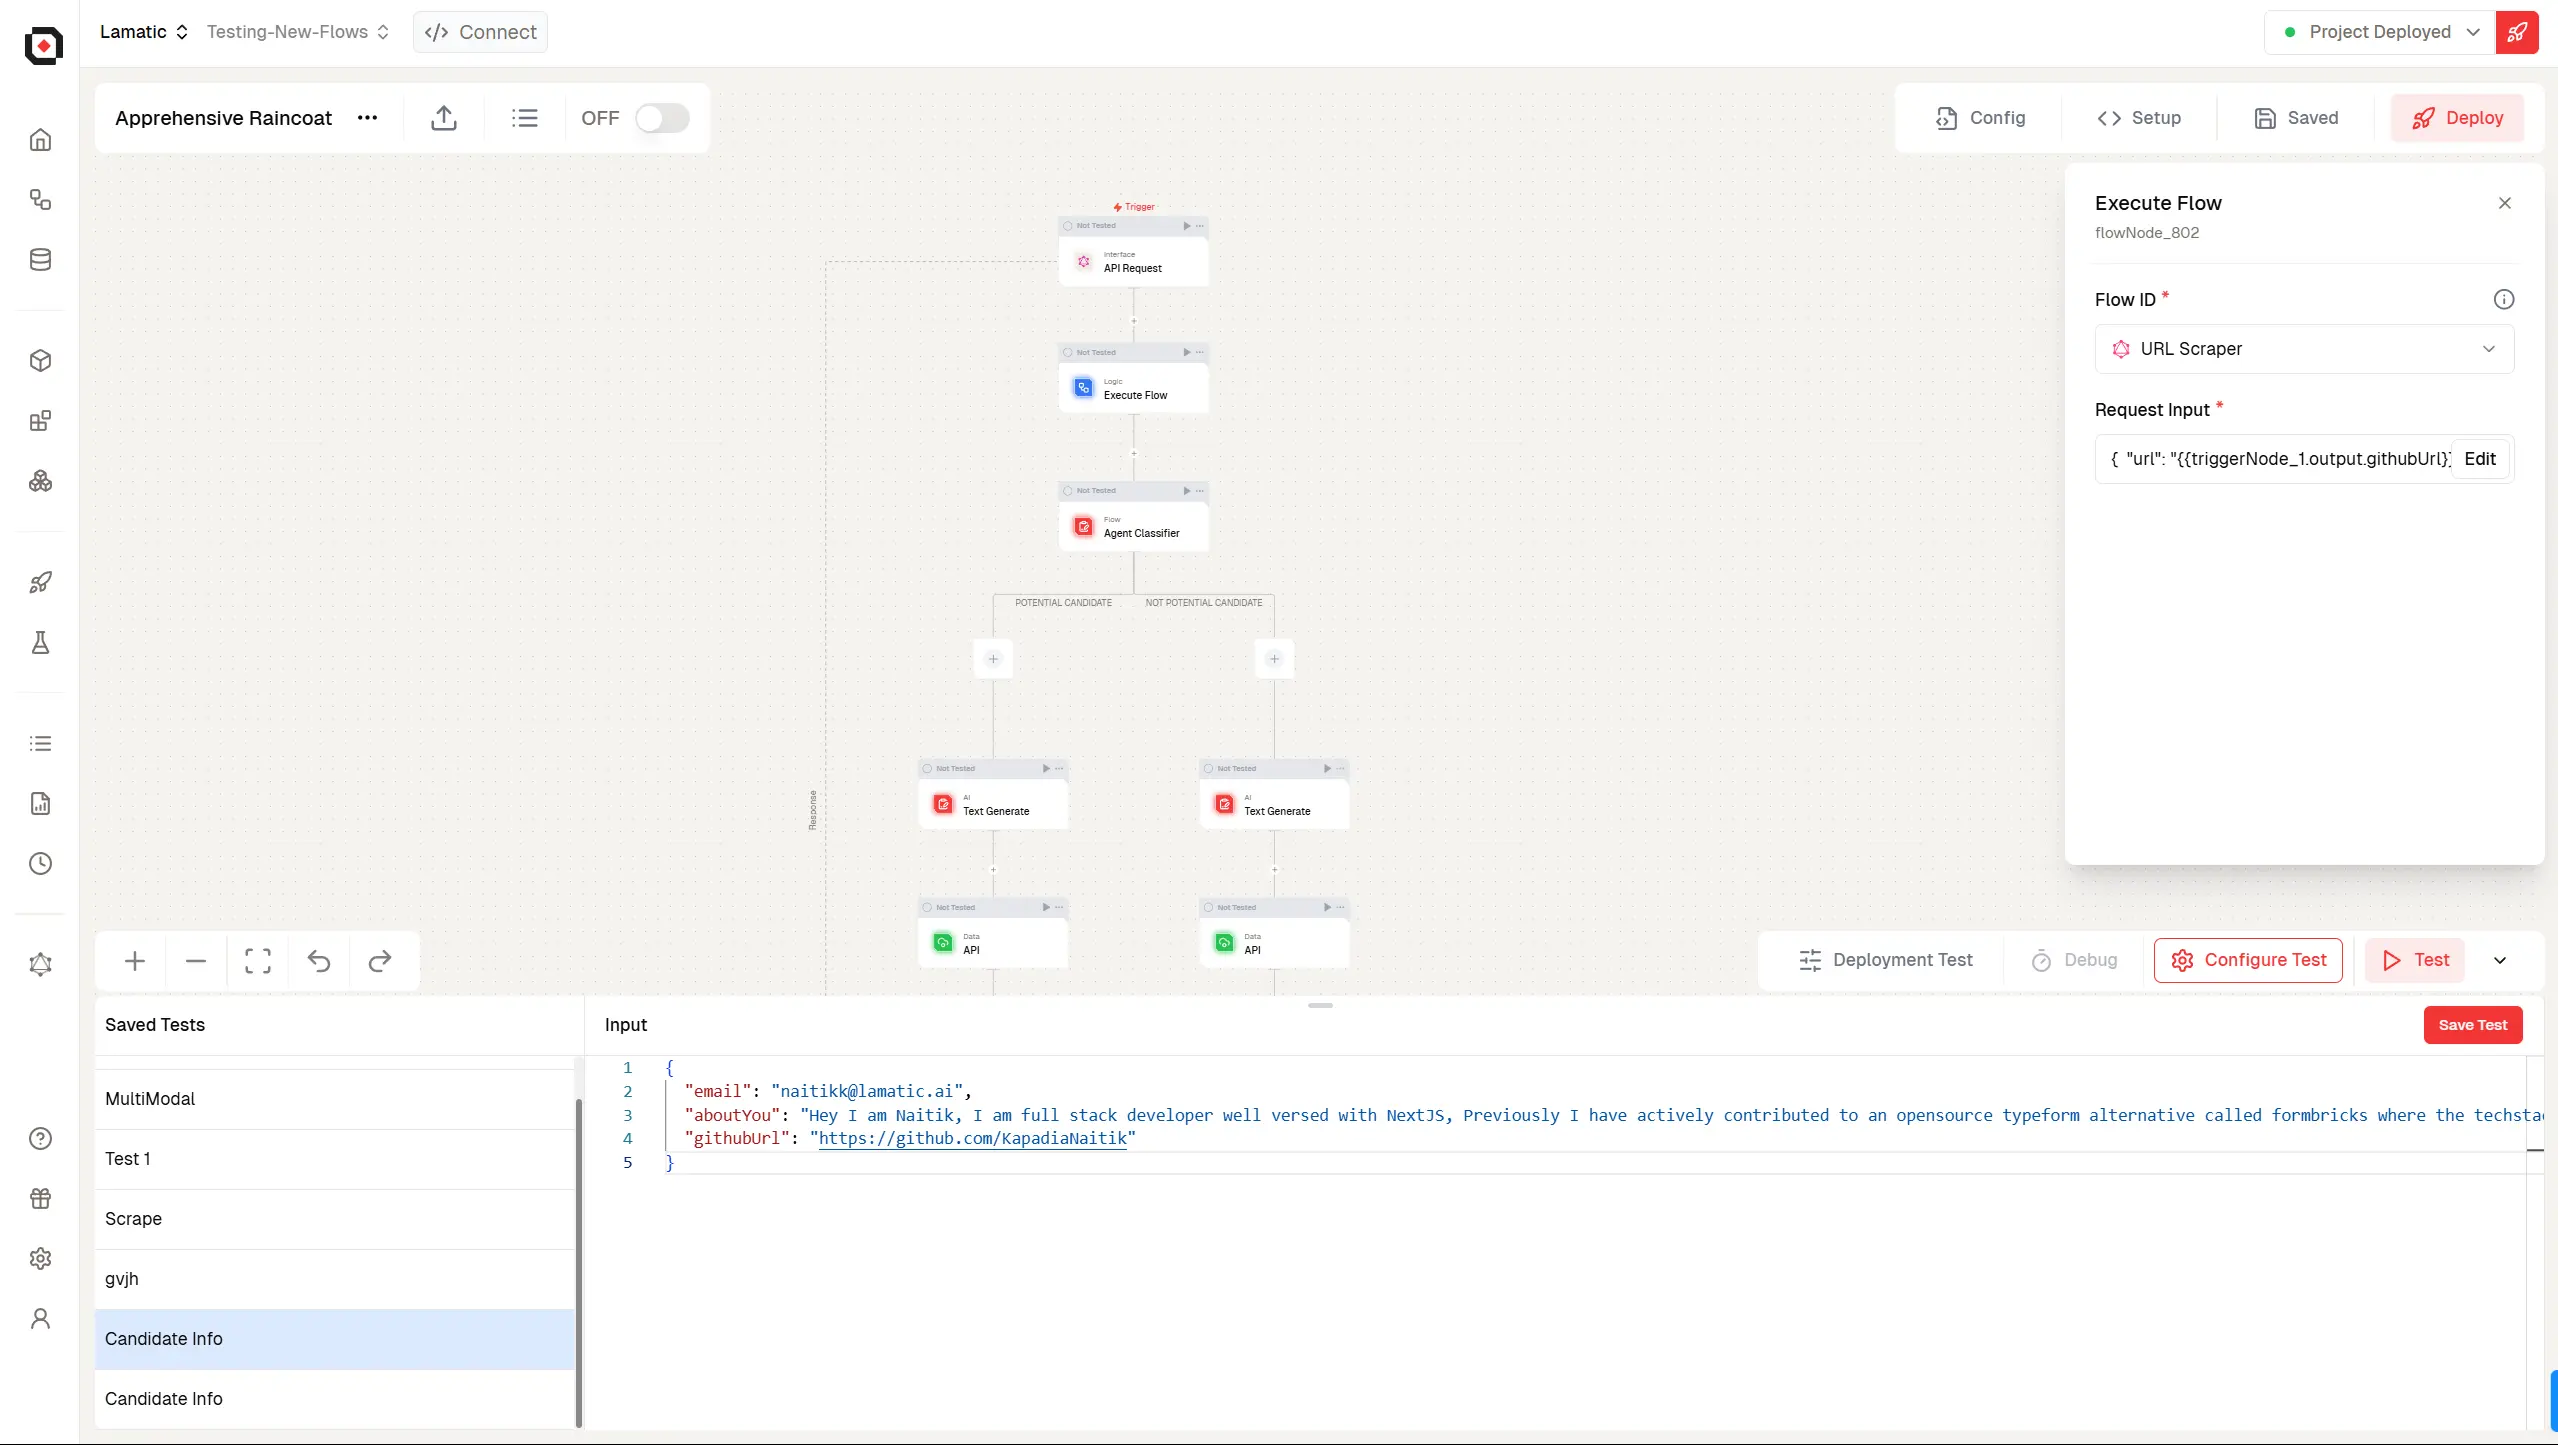 Lamatic Testing-New-Flows </> Connect Project Deployed
Apprehensive Raincoat OFF Config Setup Saved Deploy
Trigger
Not Tested
Interface
API Request
Not Tested
Logic
Execute Flow
Not Tested
Flow
Agent Classifier
POTENTIAL CANDIDATE NOT POTENTIAL CANDIDATE
Not Tested Not Tested
AI AI
Text Generate Text Generate
Response
Not Tested Not Tested
Data Data
API API
Execute Flow
flowNode_802
Flow ID *
URL Scraper
Request Input *
{ "url": "{{triggerNode_1.output.githubUrl}} Edit
Deployment Test Debug Configure Test Test
Saved Tests
MultiModal
Test 1
Scrape
gvjh
Candidate Info
Candidate Info
Input Save Test
1 {
2 "email": "naitikk@lamatic.ai",
3 "aboutYou": "Hey I am Naitik, I am full stack developer well versed with NextJS, Previously I have actively contributed to an opensource typeform alternative called formbricks where the techsta
4 "githubUrl": "https://github.com/KapadiaNaitik"
5 }